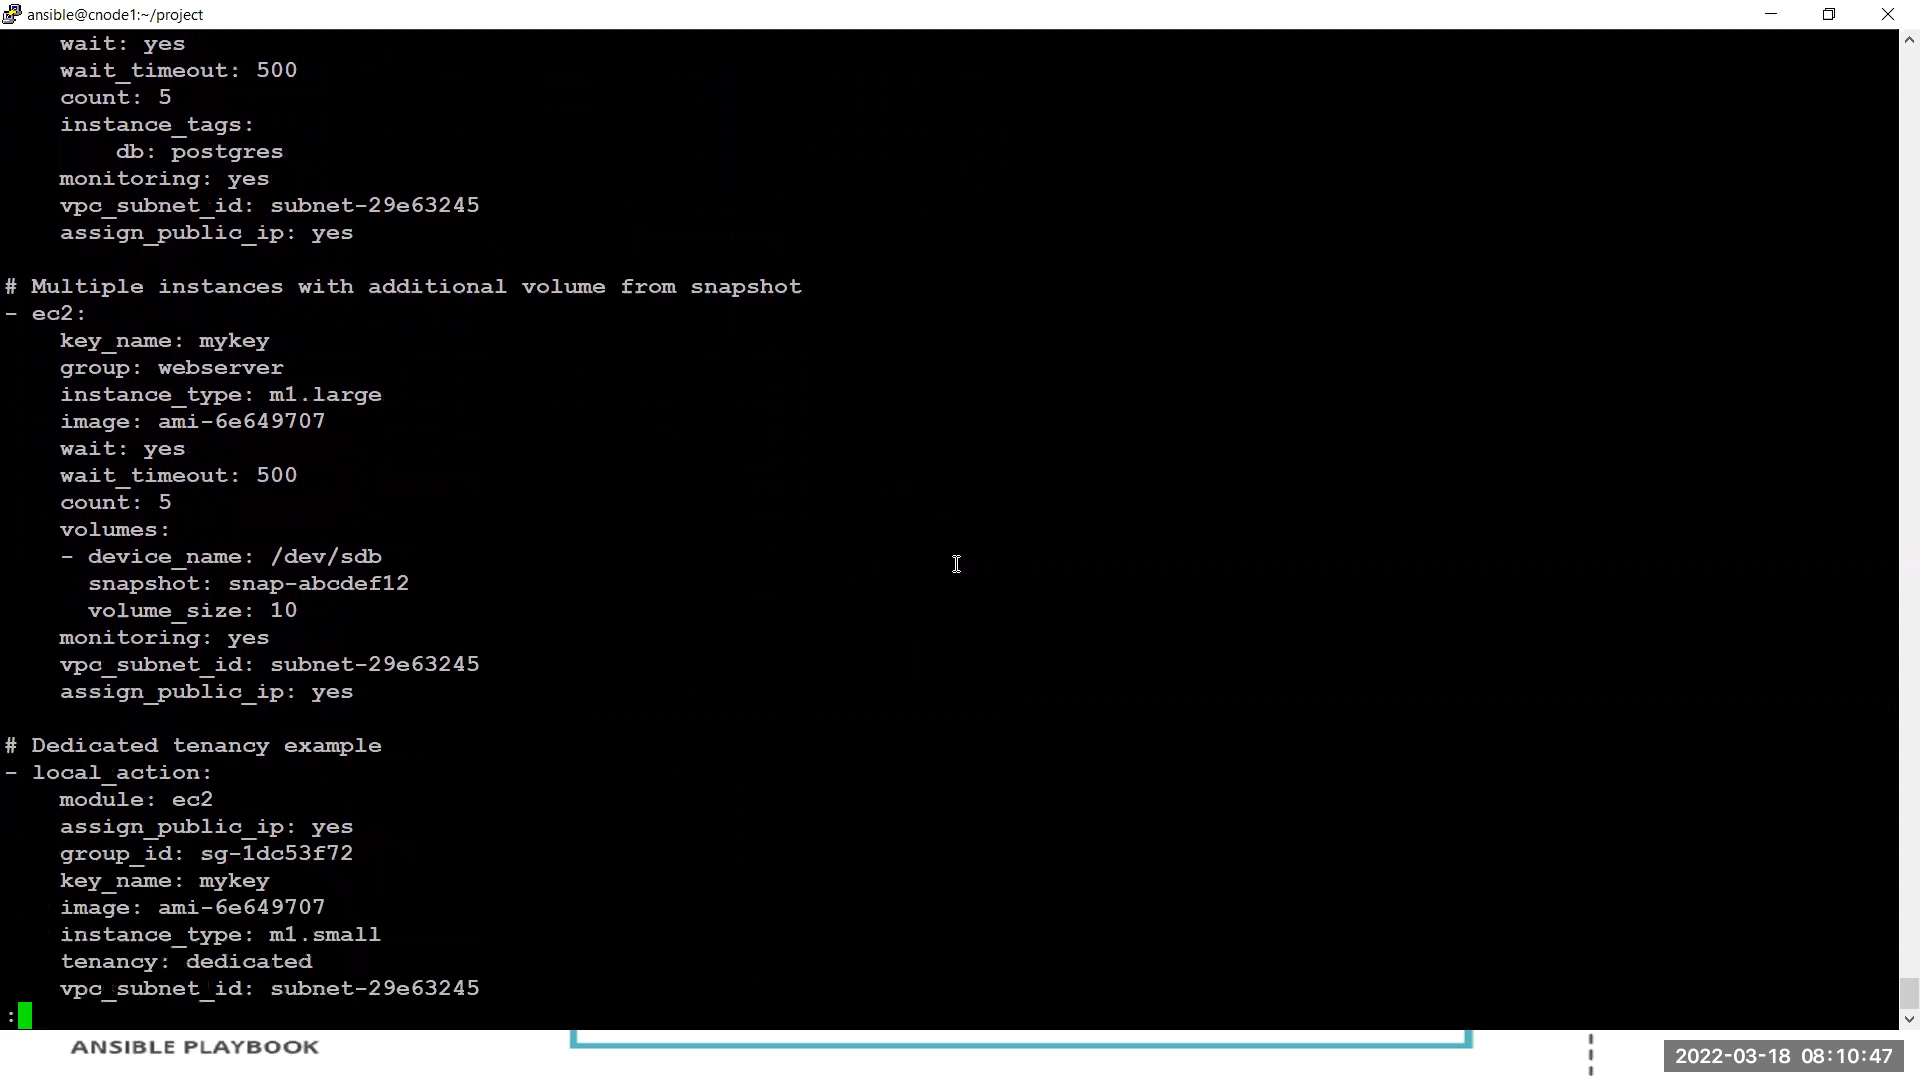 ansible@cnode1:~/project
    wait: yes
    wait_timeout: 500
    count: 5
    instance_tags:
        db: postgres
    monitoring: yes
    vpc_subnet_id: subnet-29e63245
    assign_public_ip: yes

# Multiple instances with additional volume from snapshot
- ec2:
    key_name: mykey
    group: webserver
    instance_type: m1.large
    image: ami-6e649707
    wait: yes
    wait_timeout: 500
    count: 5
    volumes:
    - device_name: /dev/sdb
      snapshot: snap-abcdef12
      volume_size: 10
    monitoring: yes
    vpc_subnet_id: subnet-29e63245
    assign_public_ip: yes

# Dedicated tenancy example
- local_action:
    module: ec2
    assign_public_ip: yes
    group_id: sg-1dc53f72
    key_name: mykey
    image: ami-6e649707
    instance_type: m1.small
    tenancy: dedicated
    vpc_subnet_id: subnet-29e63245
:
ANSIBLE PLAYBOOK
2022-03-18 08:10:47